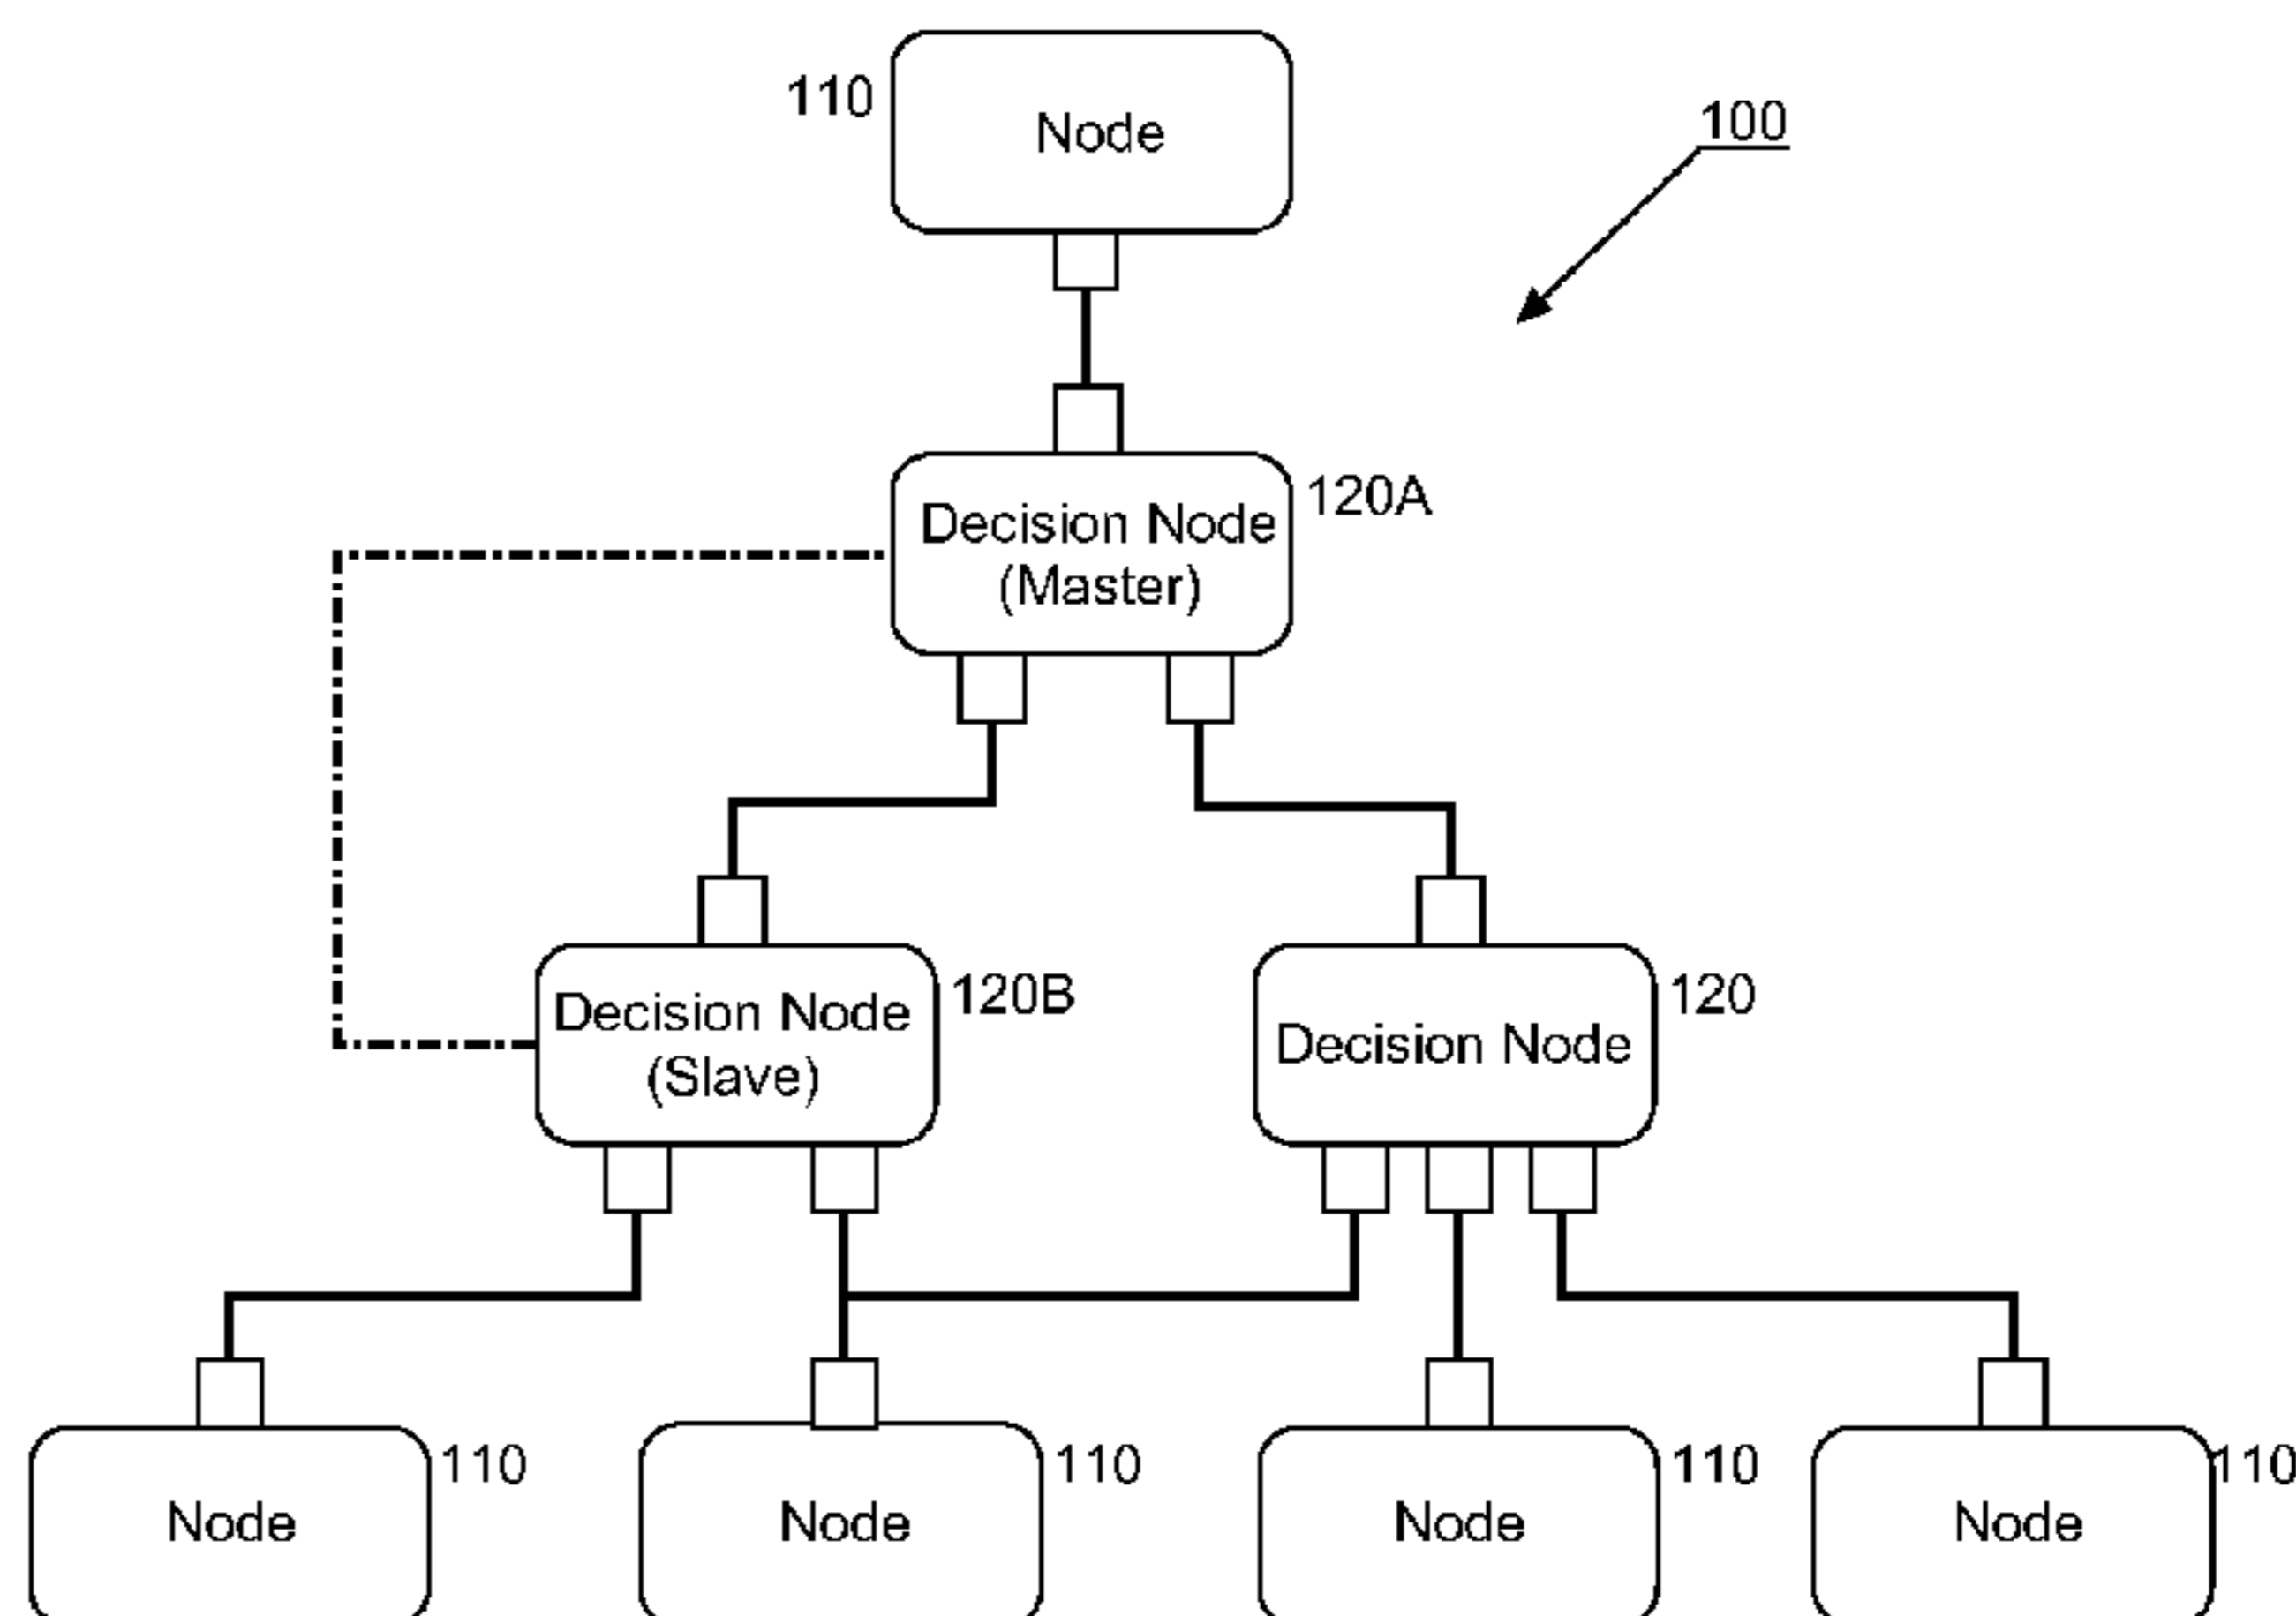 110
Node
100
Decision Node
(Master)
120A
Decision Node
(Slave)
120B
Decision Node
120
Node
110
Node
110
Node
110
Node
110